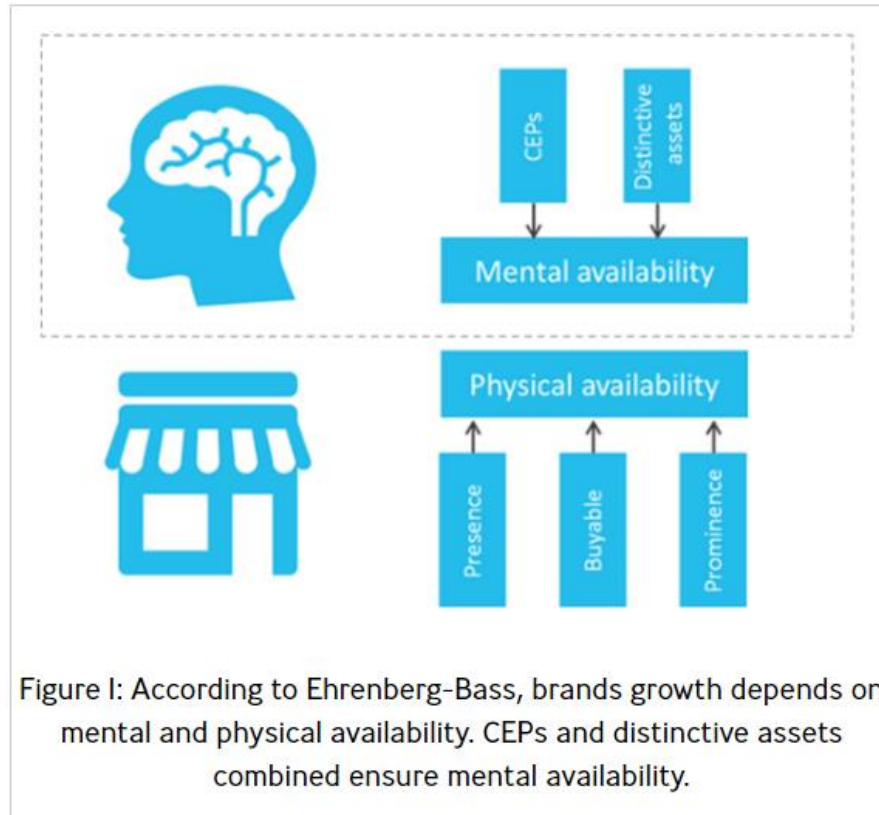 CEPs
Distinctive
assets
Mental availability
Physical availability
Presence
Buyable
Prominence
Figure I: According to Ehrenberg-Bass, brands growth depends on
mental and physical availability. CEPs and distinctive assets
combined ensure mental availability.